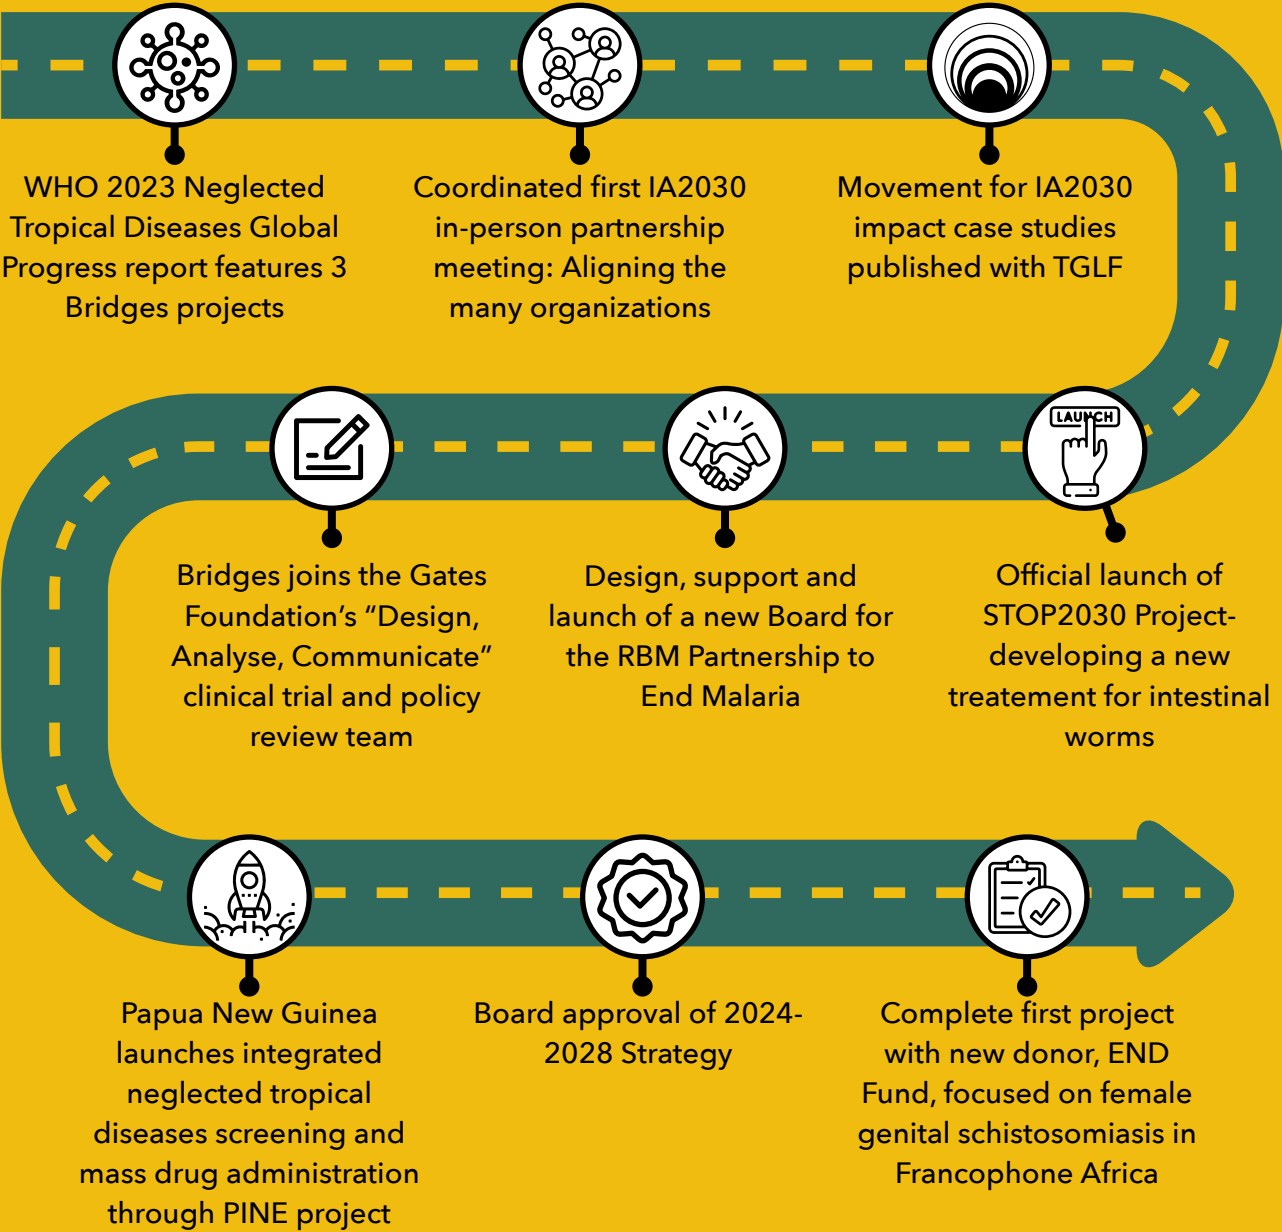 WHO 2023 Neglected
Tropical Diseases Global
Progress report features 3
Bridges projects
Coordinated first IA2030
in-person partnership
meeting: Aligning the
many organizations
Movement for IA2030
impact case studies
published with TGLF
LAUNCH
Official launch of
STOP2030 Project-
developing a new
treatement for intestinal
worms
Design, support and
launch of a new Board for
the RBM Partnership to
End Malaria
Bridges joins the Gates
Foundation’s “Design,
Analyse, Communicate”
clinical trial and policy
review team
Papua New Guinea
launches integrated
neglected tropical
diseases screening and
mass drug administration
through PINE project
Board approval of 2024-
2028 Strategy
Complete first project
with new donor, END
Fund, focused on female
genital schistosomiasis in
Francophone Africa